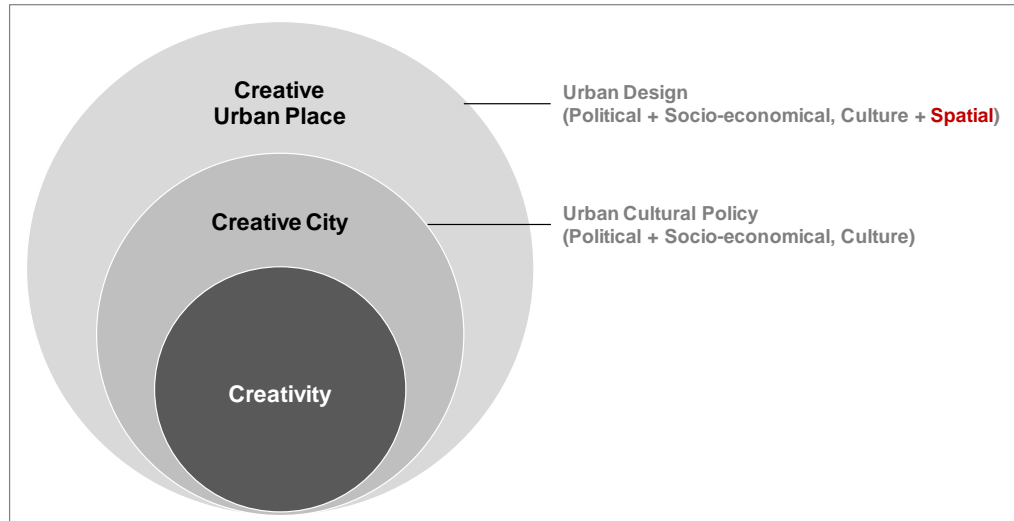 Creative
Urban Place
Urban Design
(Political + Socio-economical, Culture + Spatial)
Creative City
Urban Cultural Policy
(Political + Socio-economical, Culture)
Creativity